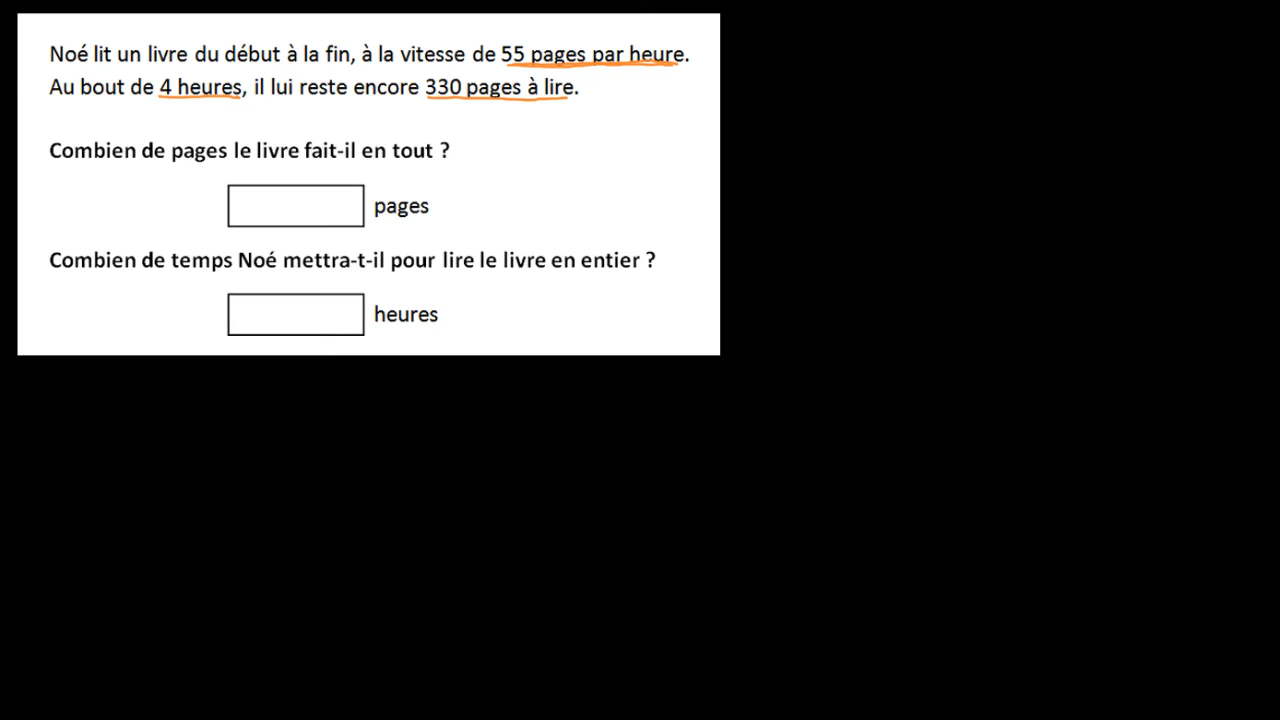 Noé lit un livre du début à la fin, à la vitesse de 55 pages par heure.
Au bout de 4 heures, il lui reste encore 330 pages à lire.
Combien de pages le livre fait-il en tout ?
pages
Combien de temps Noé mettra-t-il pour lire le livre en entier ?
heures